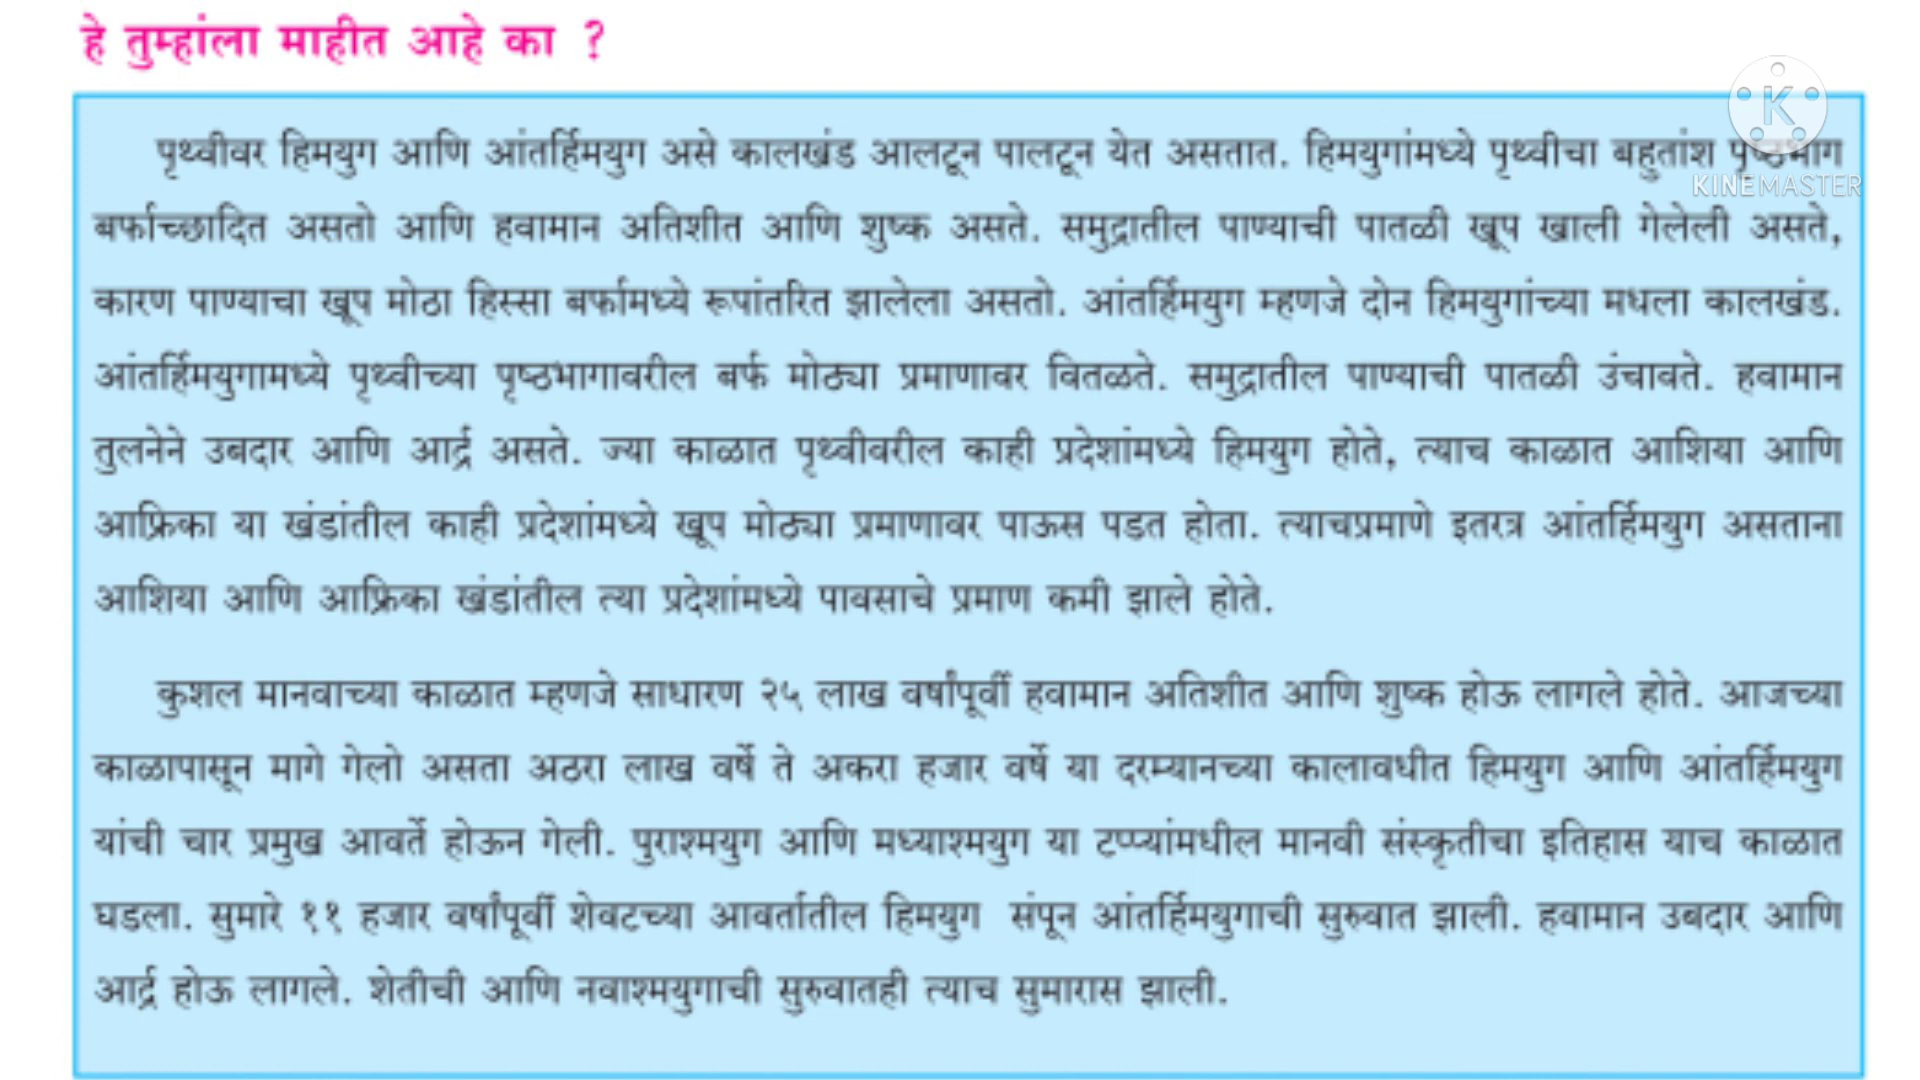 हे तुम्हांला माहीत आहे का ?
K
KINEMASTER
पृथ्वीवर हिमयुग आणि आंतर्हिमयुग असे कालखंड आलटून पालटून येत असतात. हिमयुगांमध्ये पृथ्वीचा बहुतांश पृष्ठभाग
बर्फाच्छादित असतो आणि हवामान अतिशीत आणि शुष्क असते. समुद्रातील पाण्याची पातळी खूप खाली गेलेली असते,
कारण पाण्याचा खूप मोठा हिस्सा बर्फामध्ये रूपांतरित झालेला असतो. आंतर्हिमयुग म्हणजे दोन हिमयुगांच्या मधला कालखंड.
आंतर्हिमयुगामध्ये पृथ्वीच्या पृष्ठभागावरील बर्फ मोठ्या प्रमाणावर वितळते. समुद्रातील पाण्याची पातळी उंचावते. हवामान
तुलनेने उबदार आणि आर्द्र असते. ज्या काळात पृथ्वीवरील काही प्रदेशांमध्ये हिमयुग होते, त्याच काळात आशिया आणि
आफ्रिका या खंडांतील काही प्रदेशांमध्ये खूप मोठ्या प्रमाणावर पाऊस पडत होता. त्याचप्रमाणे इतरत्र आंतर्हिमयुग असताना
आशिया आणि आफ्रिका खंडांतील त्या प्रदेशांमध्ये पावसाचे प्रमाण कमी झाले होते.
कुशल मानवाच्या काळात म्हणजे साधारण २५ लाख वर्षांपूर्वी हवामान अतिशीत आणि शुष्क होऊ लागले होते. आजच्या
काळापासून मागे गेलो असता अठरा लाख वर्षे ते अकरा हजार वर्षे या दरम्यानच्या कालावधीत हिमयुग आणि आंतर्हिमयुग
यांची चार प्रमुख आवर्ते होऊन गेली. पुराश्मयुग आणि मध्याश्मयुग या टप्प्यांमधील मानवी संस्कृतीचा इतिहास याच काळात
घडला. सुमारे ११ हजार वर्षांपूर्वी शेवटच्या आवर्तातील हिमयुग संपून आंतर्हिमयुगाची सुरुवात झाली. हवामान उबदार आणि
आर्द्र होऊ लागले. शेतीची आणि नवाश्मयुगाची सुरुवातही त्याच सुमारास झाली.